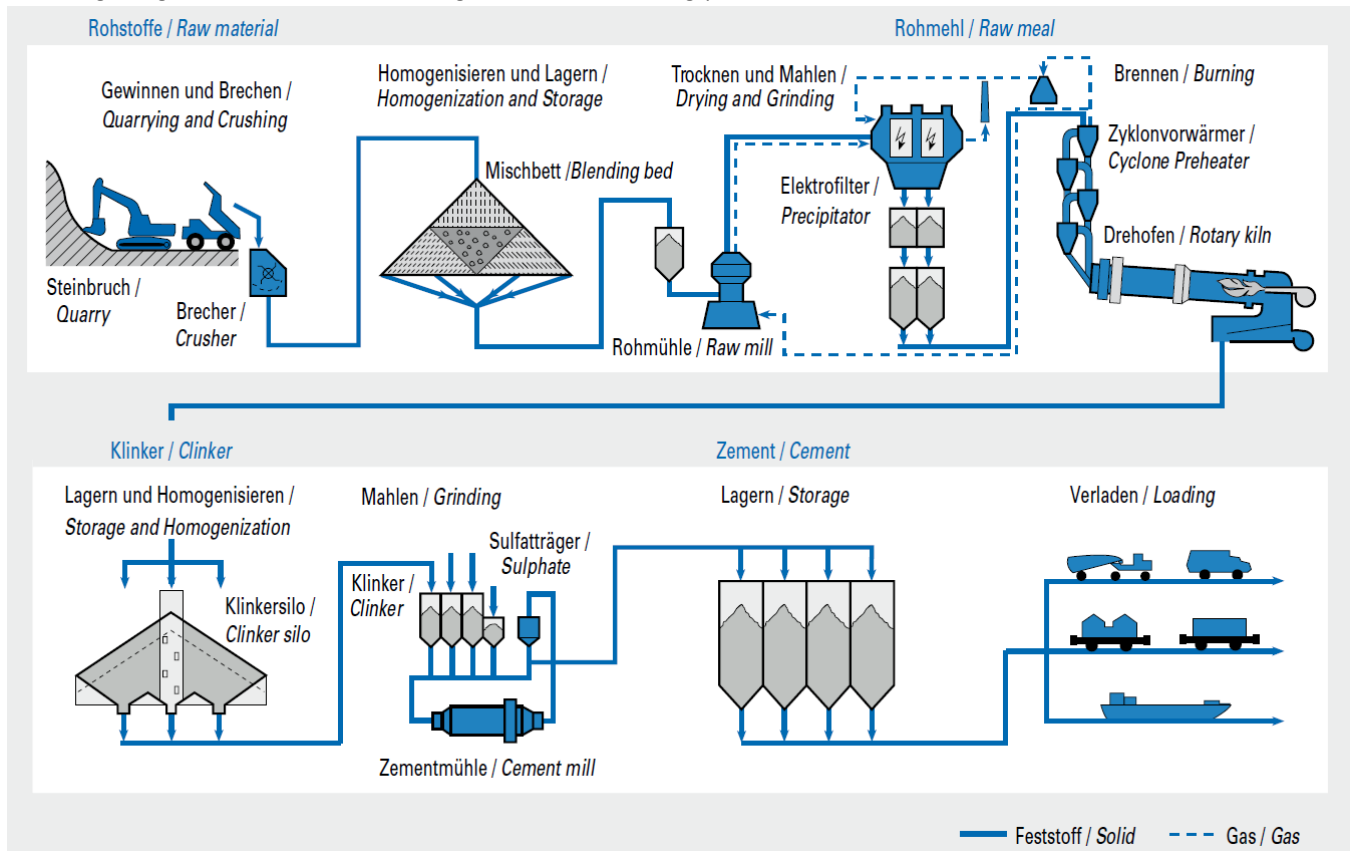 Rohstoffe / Raw material
Rohmehl / Raw meal
Gewinnen und Brechen /
Quarrying and Crushing
Homogenisieren und Lagern /
Homogenization and Storage
Trocknen und Mahlen /
Drying and Grinding
Brennen / Burning
Mischbett /Blending bed
Zyklonvorwärmer /
Cyclone Preheater
Elektrofilter /
Precipitator
Drehofen / Rotary kiln
Steinbruch /
Quarry
Brecher /
Crusher
Rohmühle / Raw mill
Klinker / Clinker
Zement / Cement
Lagern und Homogenisieren /
Storage and Homogenization
Mahlen / Grinding
Lagern / Storage
Verladen / Loading
Sulfatträger /
Sulphate
Klinker /
Clinker
Klinkersilo /
Clinker silo
Zementmühle / Cement mill
Feststoff / Solid
Gas / Gas